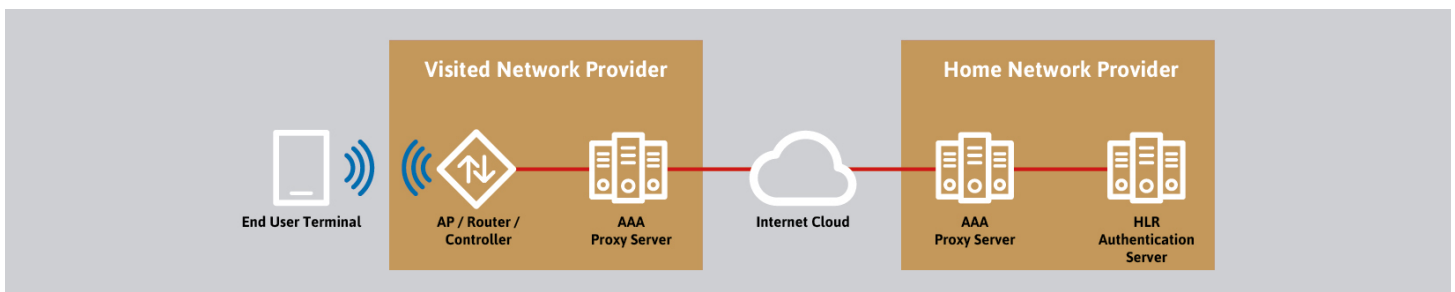 Visited Network Provider
Home Network Provider
End User Terminal
AP / Router /
Controller
AAA
Proxy Server
Internet Cloud
AAA
Proxy Server
HLR
Authentication
Server